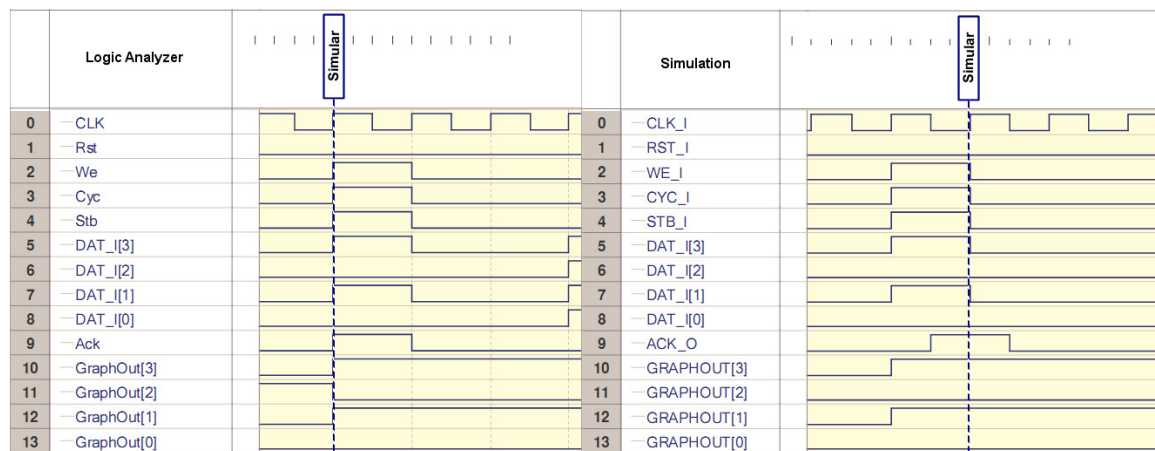 Logic Analyzer
Simular
0 CLK
1 Rst
2 We
3 Cyc
4 Stb
5 DAT_I[3]
6 DAT_I[2]
7 DAT_I[1]
8 DAT_I[0]
9 Ack
10 GraphOut[3]
11 GraphOut[2]
12 GraphOut[1]
13 GraphOut[0]
Simulation
Simular
0 CLK_I
1 RST_I
2 WE_I
3 CYC_I
4 STB_I
5 DAT_I[3]
6 DAT_I[2]
7 DAT_I[1]
8 DAT_I[0]
9 ACK_O
10 GRAPHOUT[3]
11 GRAPHOUT[2]
12 GRAPHOUT[1]
13 GRAPHOUT[0]